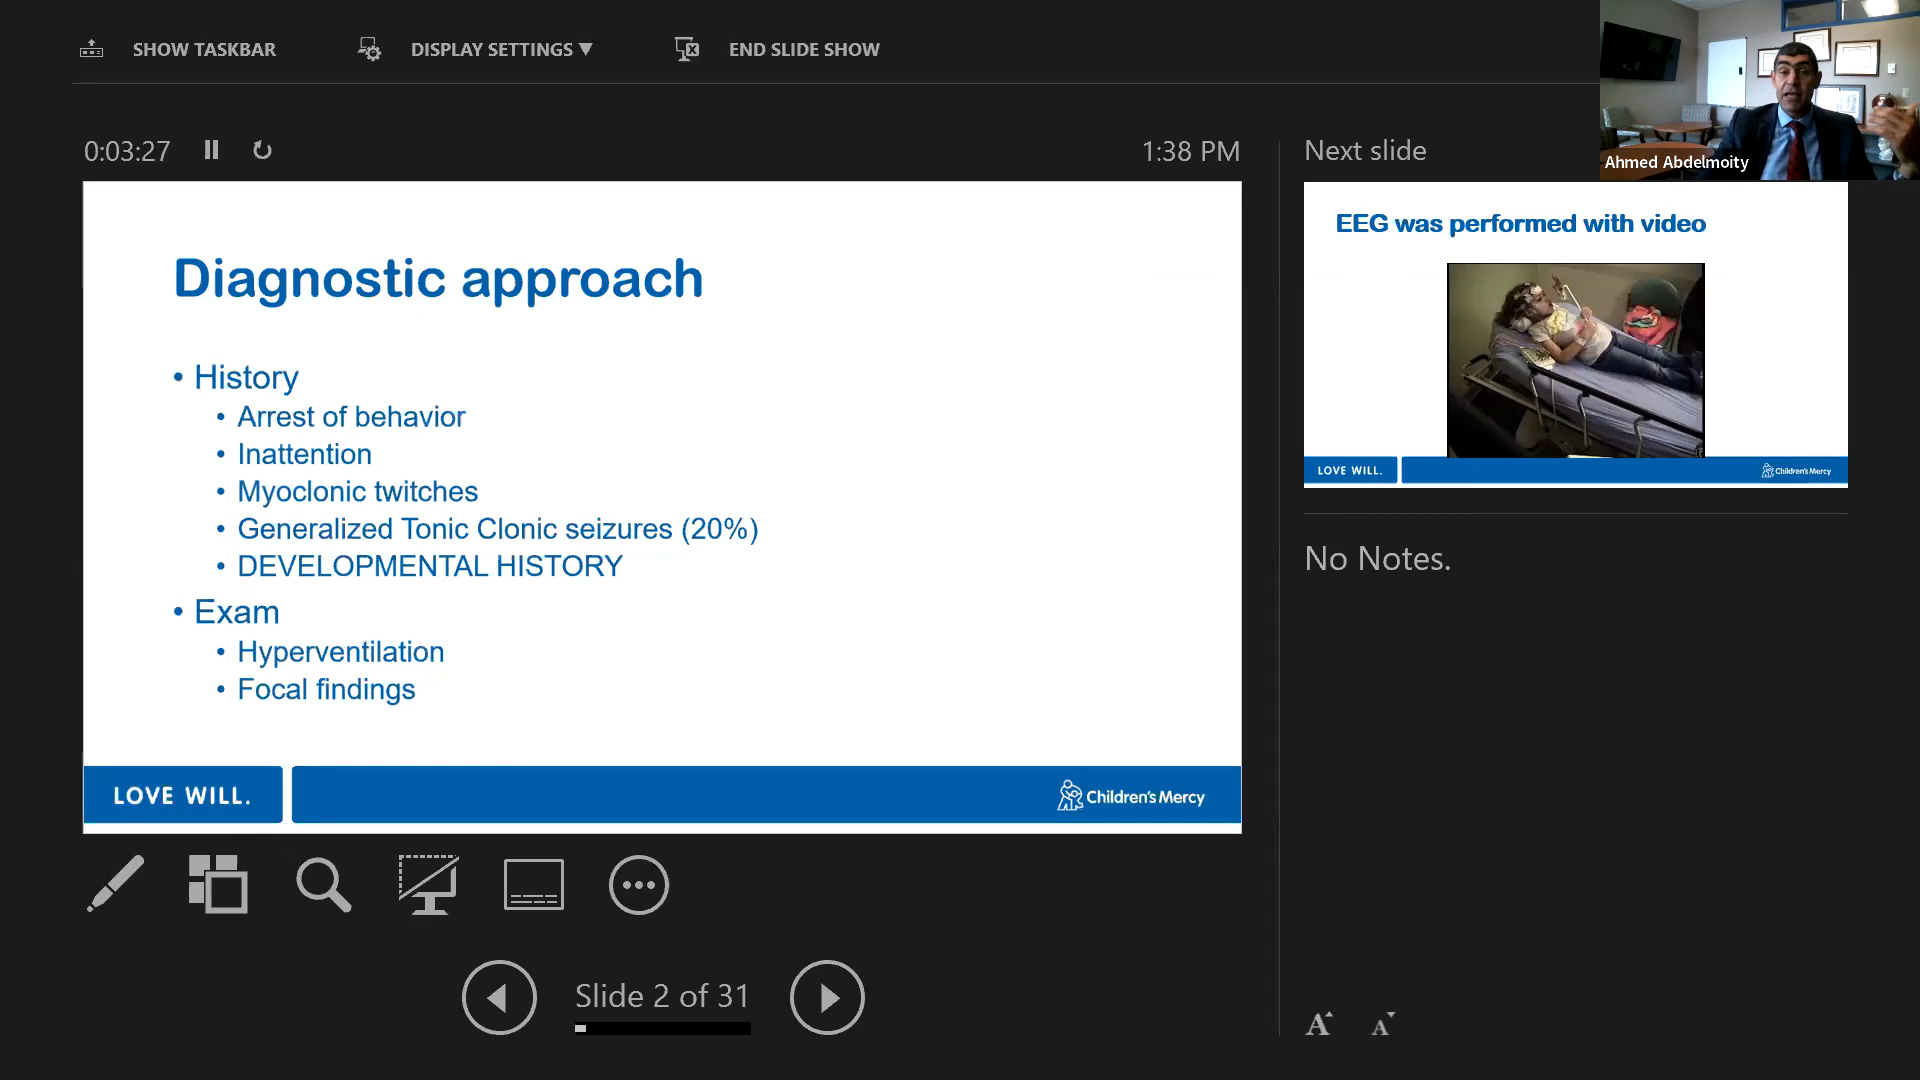 SHOW TASKBAR
DISPLAY SETTINGS ▼
END SLIDE SHOW
Ahmed Abdelmoity
0:03:27
1:38 PM
Diagnostic approach
• History
• Arrest of behavior
• Inattention
• Myoclonic twitches
• Generalized Tonic Clonic seizures (20%)
• DEVELOPMENTAL HISTORY
• Exam
• Hyperventilation
• Focal findings
LOVE WILL.
Children's Mercy
Slide 2 of 31
Next slide
EEG was performed with video
LOVE WILL.
Children's Mercy
No Notes.
A A